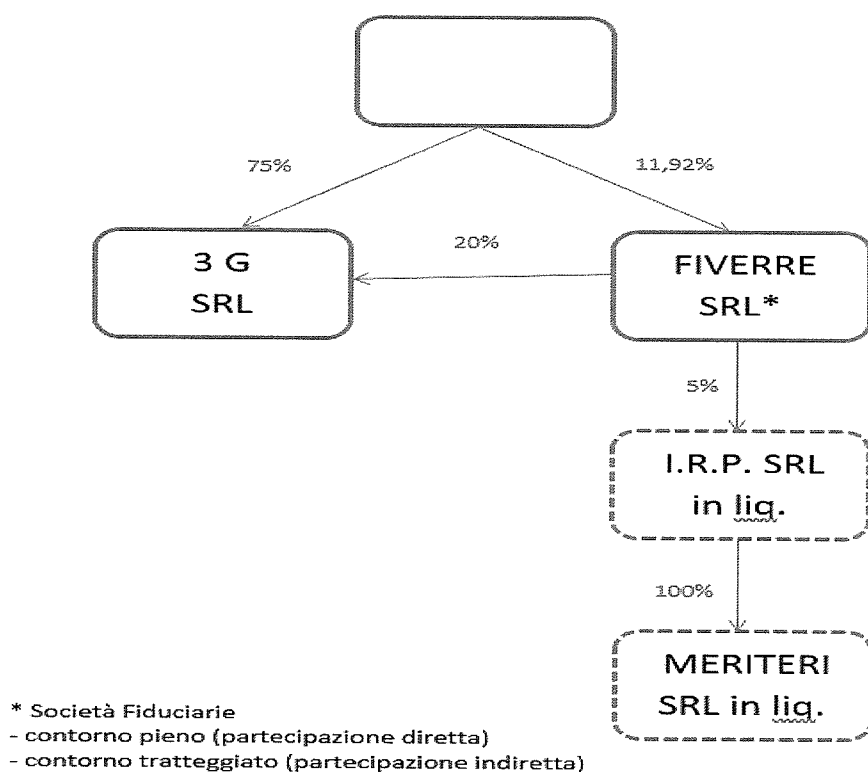 75%
11,92%
3 G
SRL
20%
FIVERRE
SRL*
5%
I.R.P. SRL
in liq.
100%
MERITERI
SRL in liq.
* Società Fiduciarie
- contorno pieno (partecipazione diretta)
- contorno tratteggiato (partecipazione indiretta)